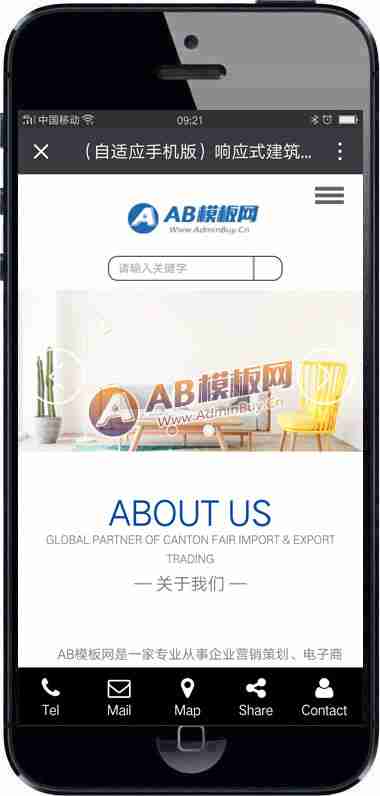 中国移动
09:21
（自适应手机版）响应式建筑...
AB模板网
Www.AdminBuy.Cn
请输入关键字
AB模板网
Www.AdminBuy.Cn
ABOUT US
GLOBAL PARTNER OF CANTON FAIR IMPORT & EXPORT
TRADING
— 关于我们 —
AB模板网是一家专业从事企业营销策划、电子商
Tel Mail Map Share Contact